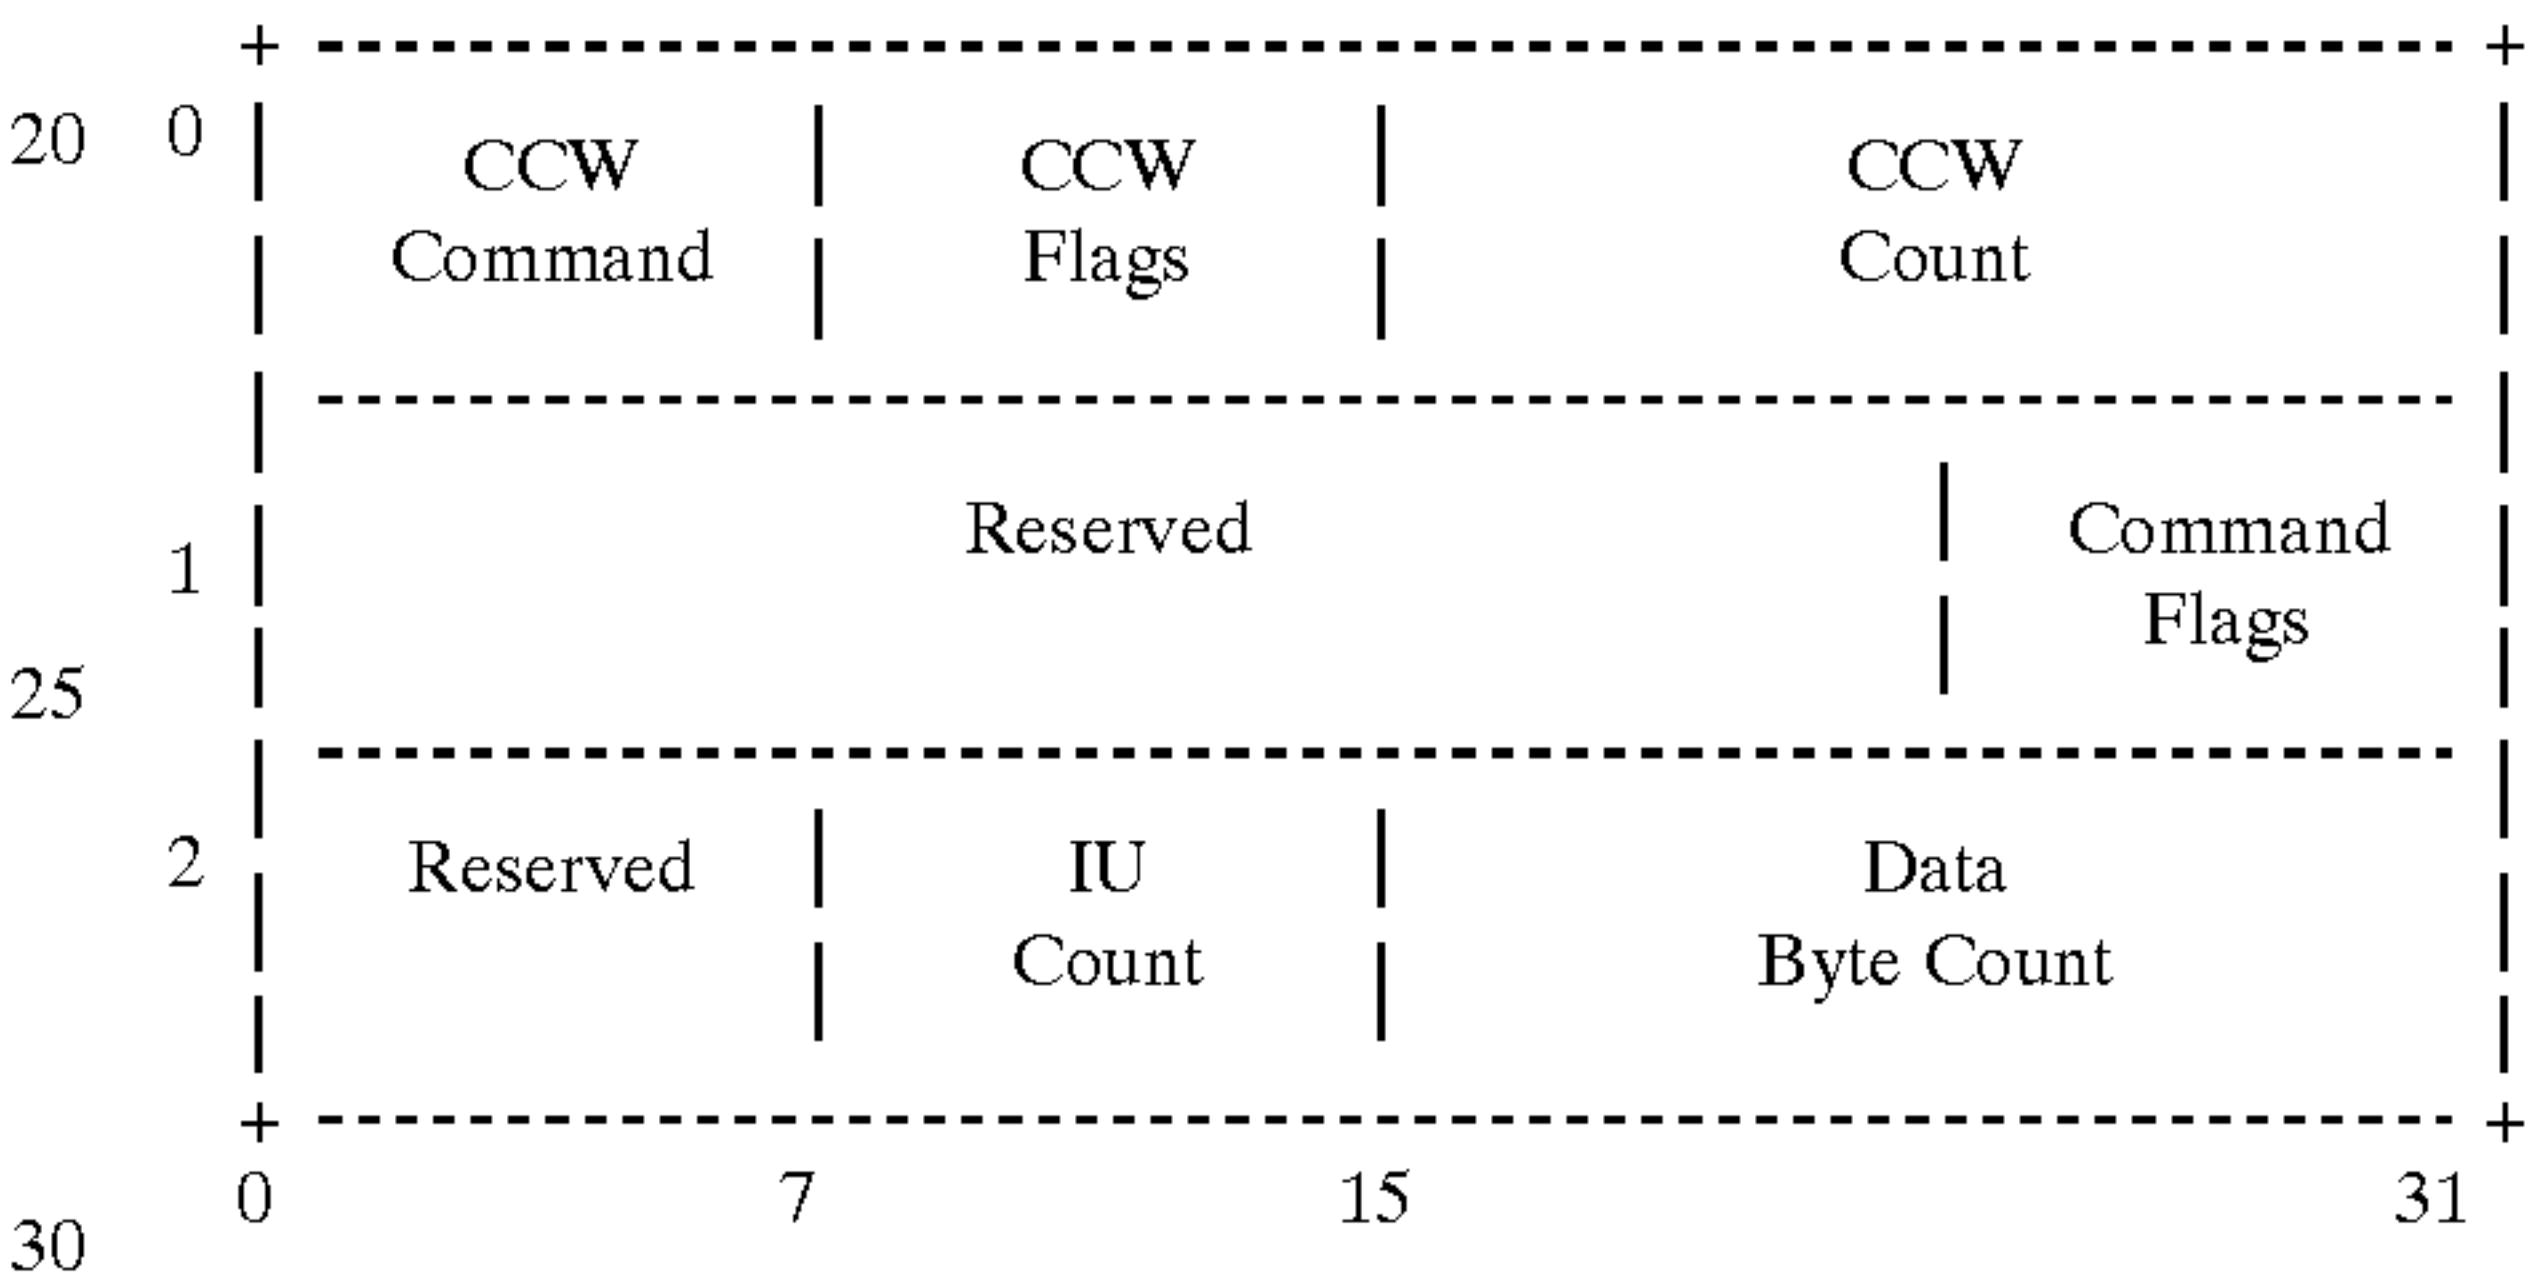 20 0 CCW CCW CCW
Command Flags Count
Reserved Command
1 Flags
25
2 Reserved IU Data
Count Byte Count
0 7 15 31
30